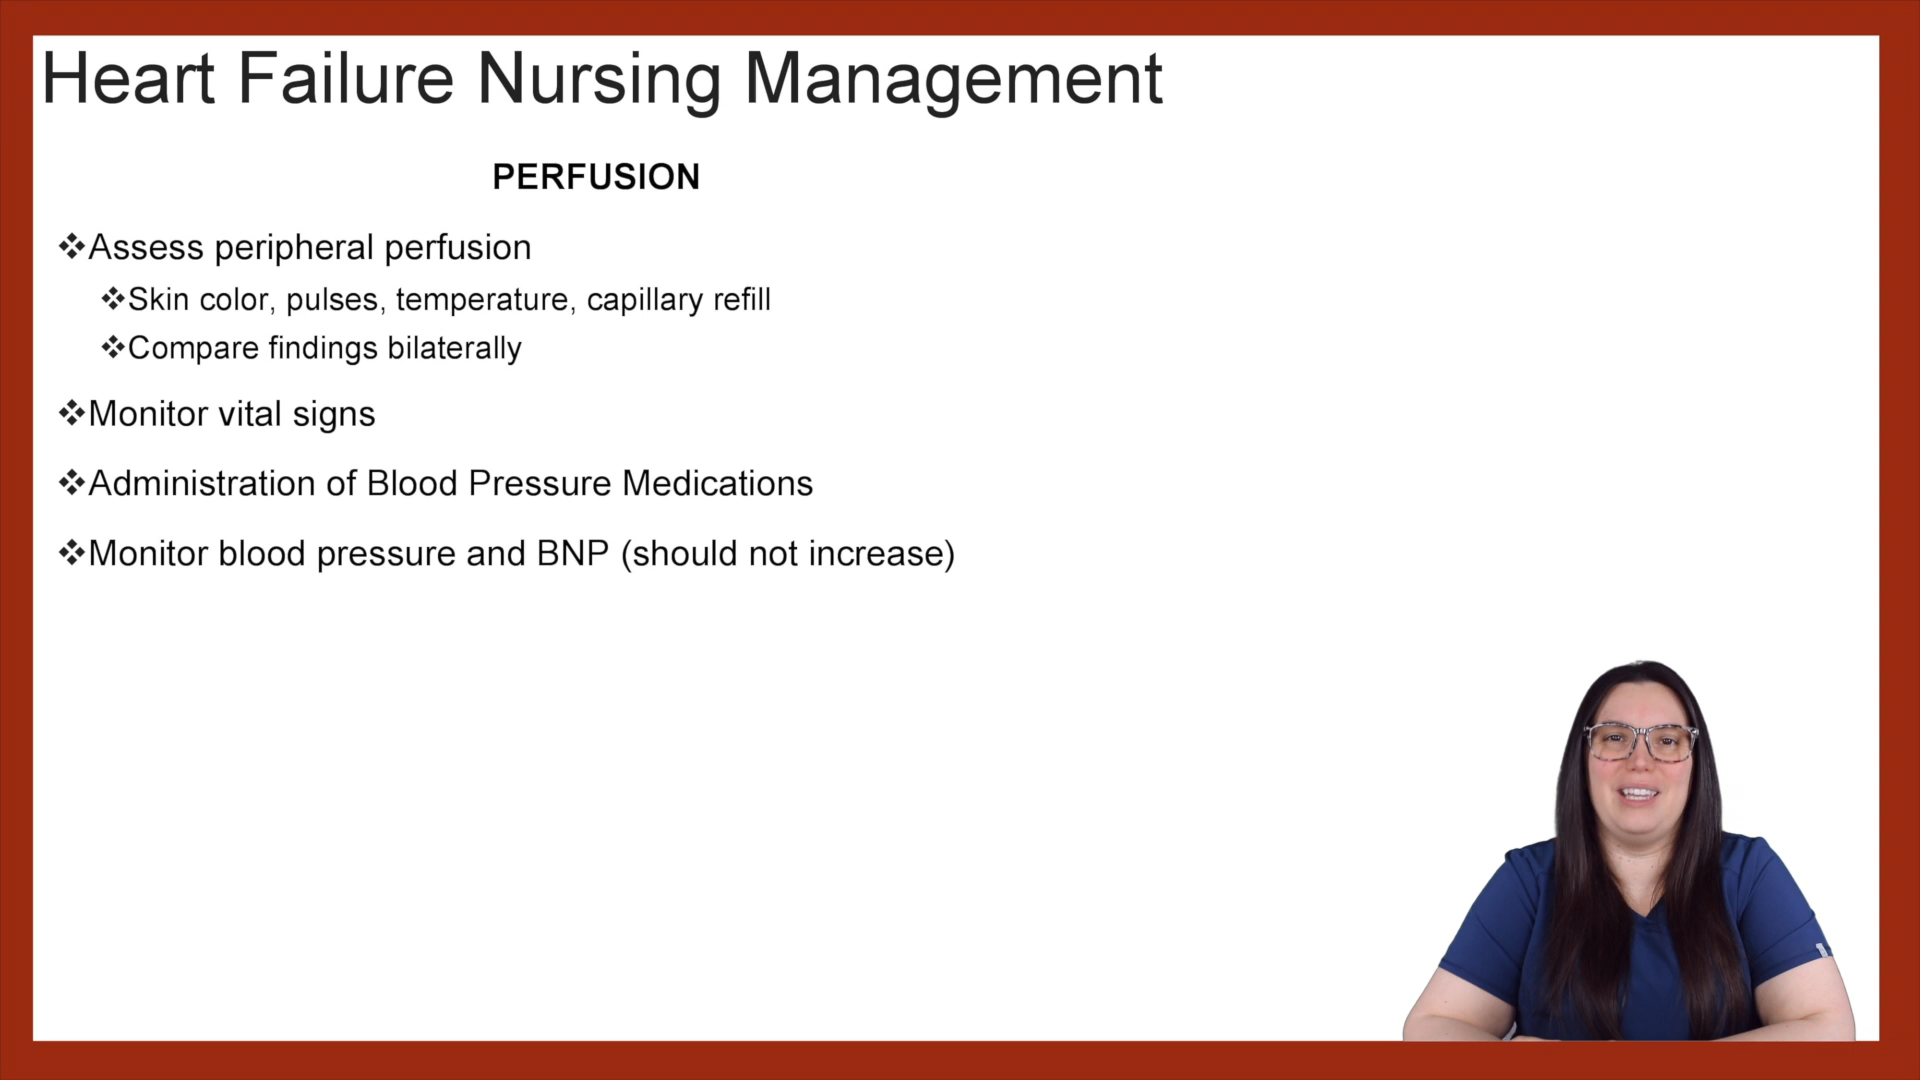 Heart Failure Nursing Management
PERFUSION
❖Assess peripheral perfusion
❖Skin color, pulses, temperature, capillary refill
❖Compare findings bilaterally
❖Monitor vital signs
❖Administration of Blood Pressure Medications
❖Monitor blood pressure and BNP (should not increase)